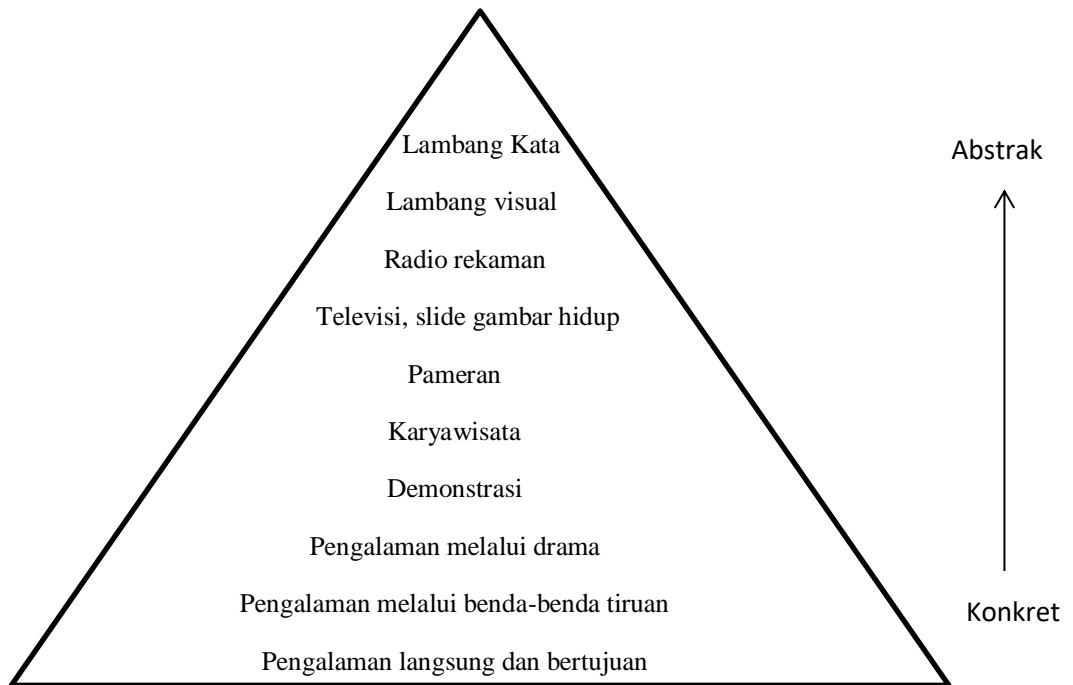 Lambang Kata
Abstrak
Lambang visual
Radio rekaman
Televisi, slide gambar hidup
Pameran
Karyawisata
Demonstrasi
Pengalaman melalui drama
Pengalaman melalui benda-benda tiruan
Konkret
Pengalaman langsung dan bertujuan